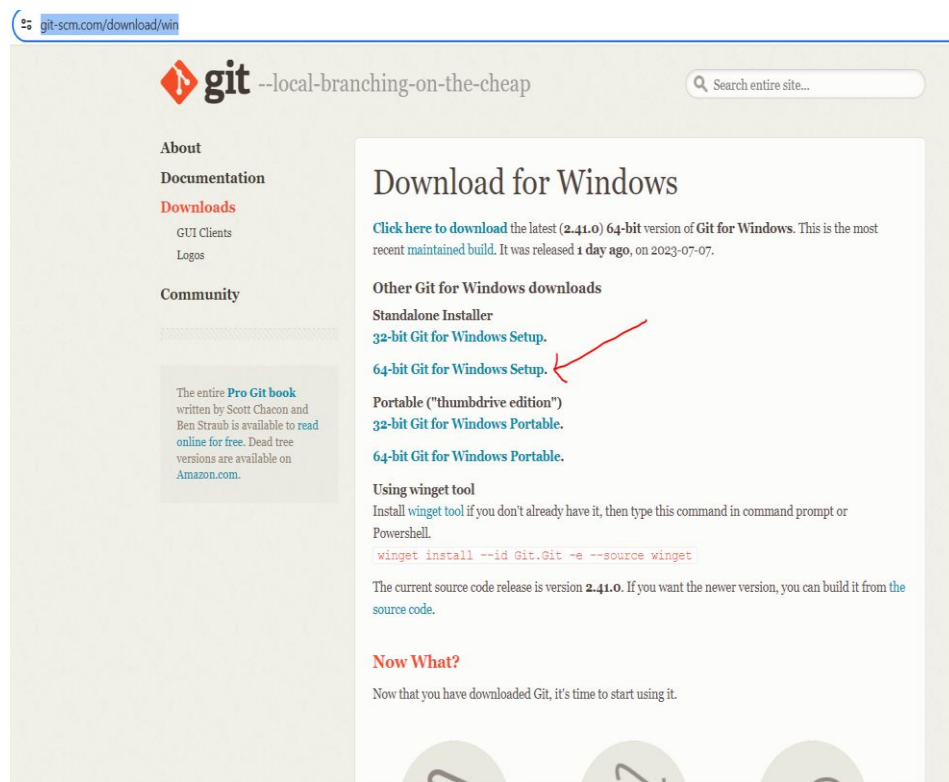 git-scm.com/download/win
git --local-branching-on-the-cheap
Search entire site...
About
Documentation
Downloads
GUI Clients
Logos
Community
The entire Pro Git book
written by Scott Chacon and
Ben Straub is available to read
online for free. Dead tree
versions are available on
Amazon.com.
Download for Windows
Click here to download the latest (2.41.0) 64-bit version of Git for Windows. This is the most
recent maintained build. It was released 1 day ago, on 2023-07-07.
Other Git for Windows downloads
Standalone Installer
32-bit Git for Windows Setup.
64-bit Git for Windows Setup.
Portable ("thumbdrive edition")
32-bit Git for Windows Portable.
64-bit Git for Windows Portable.
Using winget tool
Install winget tool if you don't already have it, then type this command in command prompt or
Powershell.
winget install --id Git.Git -e --source winget
The current source code release is version 2.41.0. If you want the newer version, you can build it from the
source code.
Now What?
Now that you have downloaded Git, it's time to start using it.